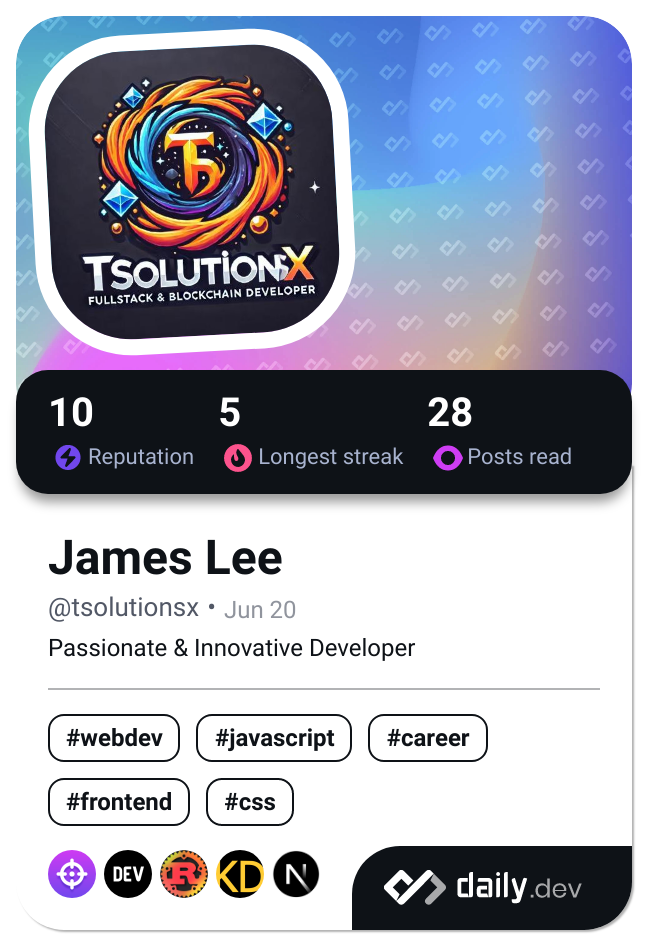 TSOLUTIONSX
FULLSTACK & BLOCKCHAIN DEVELOPER
10 5 28
Reputation Longest streak Posts read
James Lee
@tsolutionsx • Jun 20
Passionate & Innovative Developer
#webdev #javascript #career
#frontend #css
DEV R KD N
daily.dev